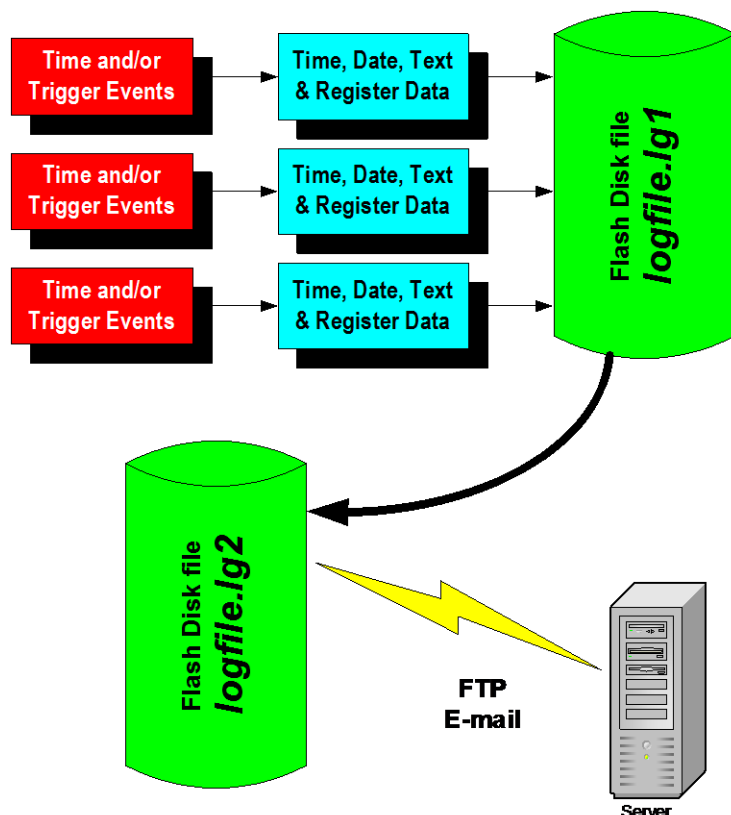 Time and/or
Trigger Events
Time, Date, Text
& Register Data
Time and/or
Trigger Events
Time, Date, Text
& Register Data
Time and/or
Trigger Events
Time, Date, Text
& Register Data
Flash Disk file
logfile.lg1
Flash Disk file
logfile.lg2
FTP
E-mail
Server